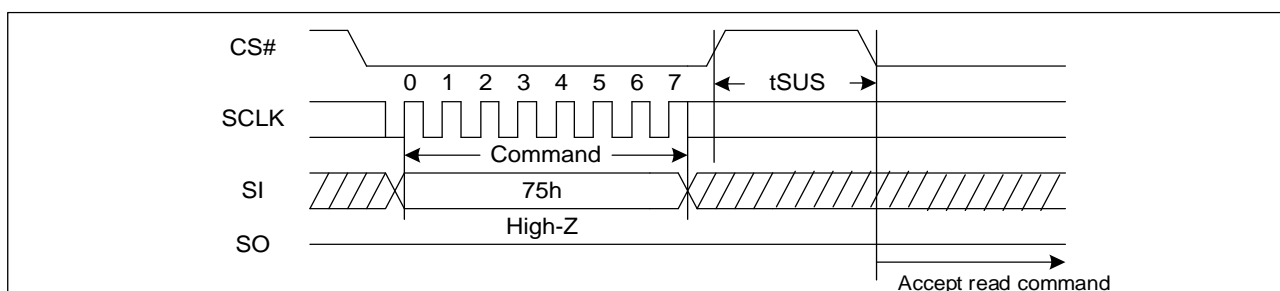 CS#
0 1 2 3 4 5 6 7
tSUS
SCLK
Command
SI
75h
High-Z
SO
Accept read command